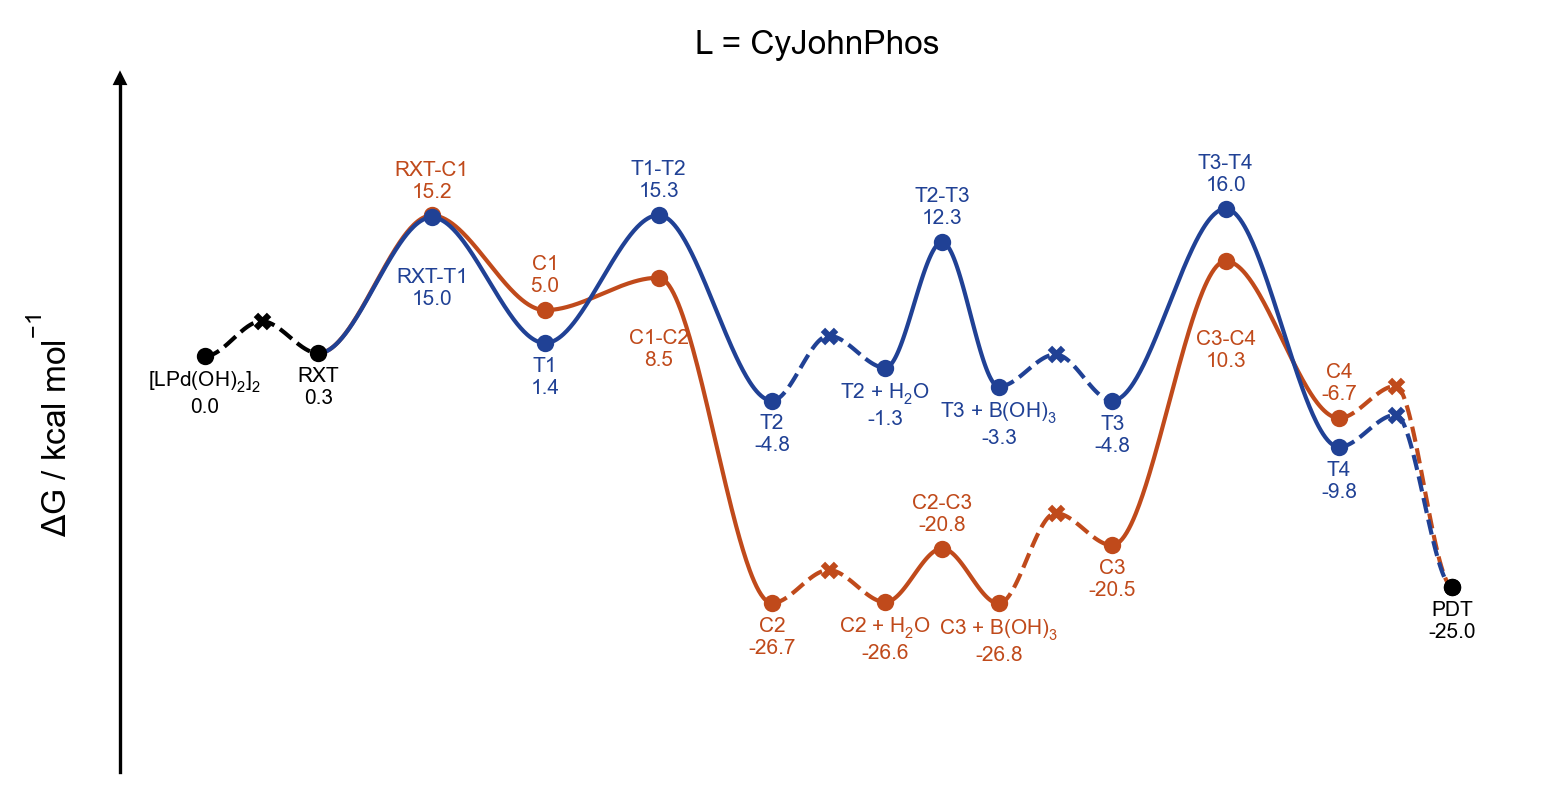 L = CyJohnPhos
ΔG / kcal mol⁻¹
[LPd(OH)₂]₂
0.0
RXT
0.3
RXT-C1
15.2
RXT-T1
15.0
C1
5.0
T1
1.4
T1-T2
15.3
C1-C2
8.5
T2
-4.8
C2
-26.7
T2 + H₂O
-1.3
C2 + H₂O
-26.6
T2-T3
12.3
C2-C3
-20.8
T3 + B(OH)₃
-3.3
C3 + B(OH)₃
-26.8
T3
-4.8
C3
-20.5
T3-T4
16.0
C3-C4
10.3
C4
-6.7
T4
-9.8
PDT
-25.0